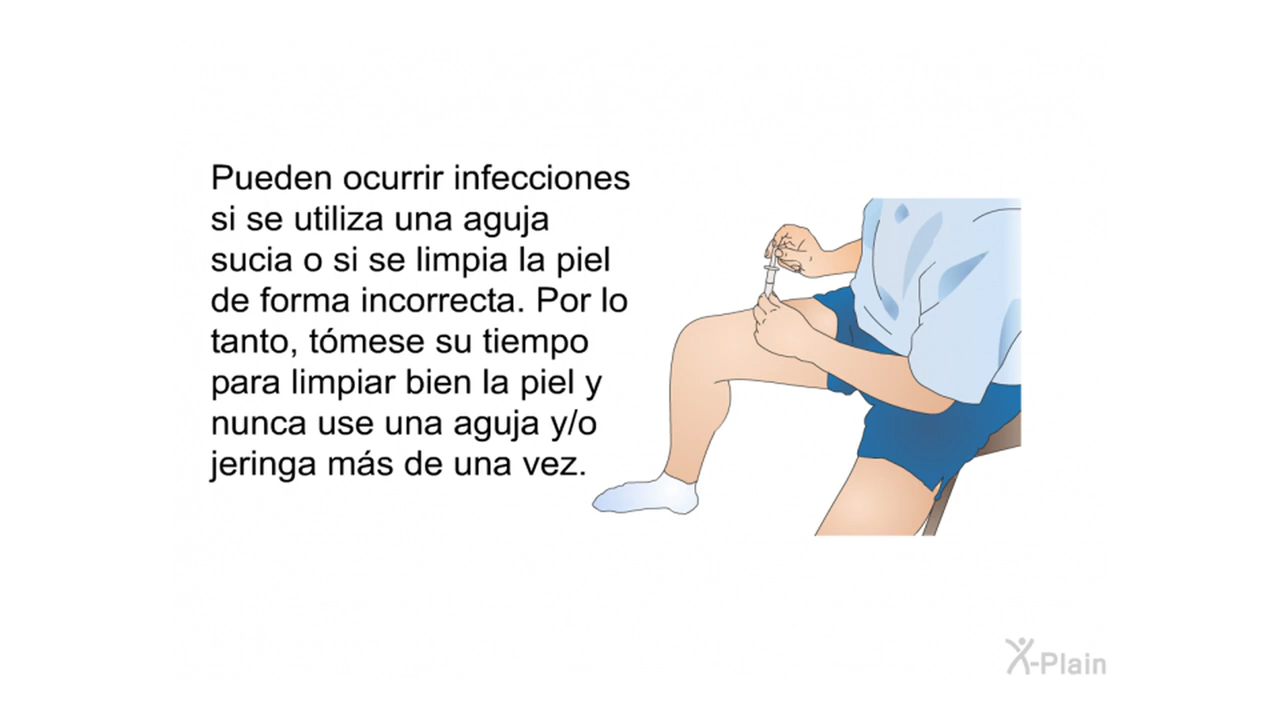 Pueden ocurrir infecciones
si se utiliza una aguja
sucia o si se limpia la piel
de forma incorrecta. Por lo
tanto, tómese su tiempo
para limpiar bien la piel y
nunca use una aguja y/o
jeringa más de una vez.
X-Plain